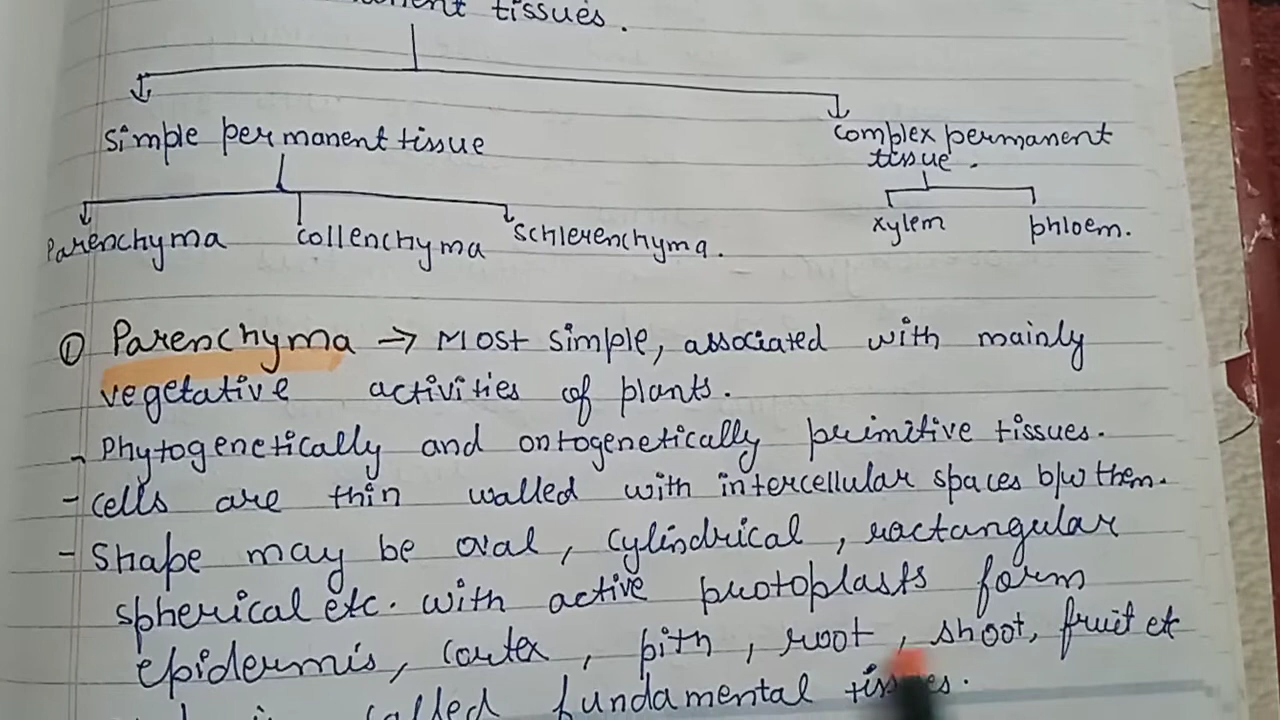 tissues.
simple permanent tissue
complex permanent
tissue.
Parenchyma
collenchyma
schlerenchyma.
xylem
phloem.
① Parenchyma → Most simple, associated with mainly
vegetative activities of plants.
- Phytogenetically and ontogenetically primitive tissues.
- cells are thin walled with intercellular spaces b/w them.
- Shape may be oval, cylindrical, ractangular
spherical etc. with active protoplasts form
epidermis, cortex, pith, root, shoot, fruit etc
called fundamental tissues.